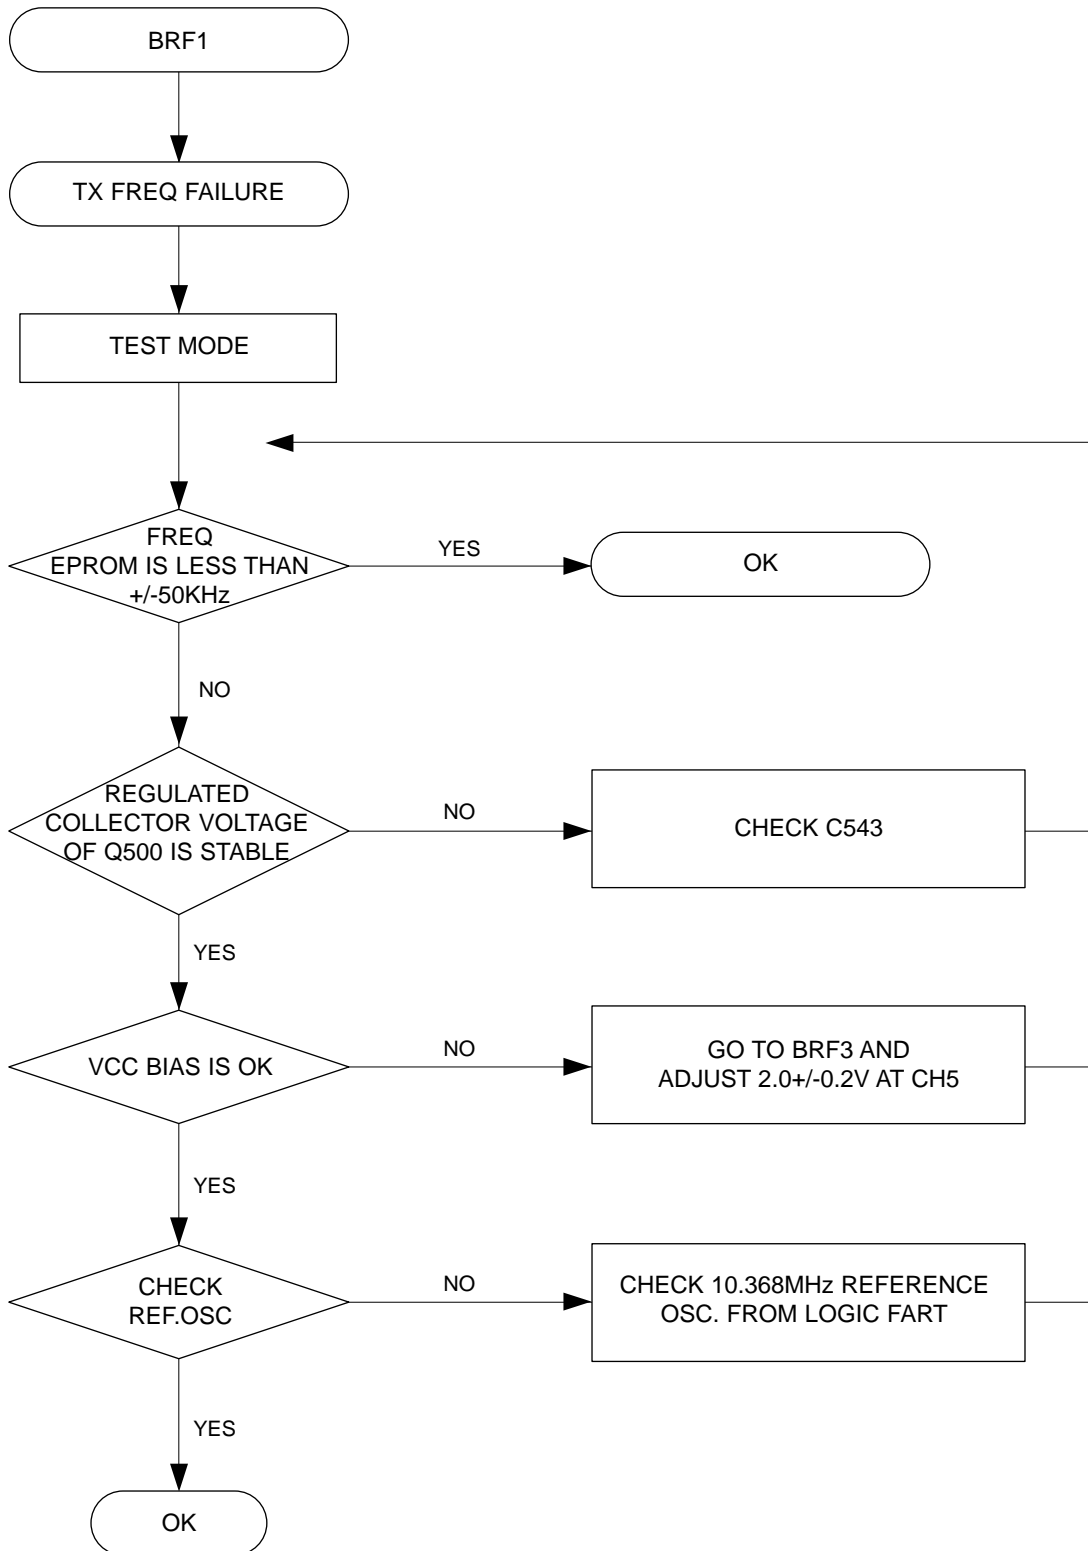 BRF1
TX FREQ FAILURE
TEST MODE
FREQ
EPROM IS LESS THAN
+/-50KHz
YES
OK
NO
REGULATED
COLLECTOR VOLTAGE
OF Q500 IS STABLE
NO
CHECK C543
YES
VCC BIAS IS OK
NO
GO TO BRF3 AND
ADJUST 2.0+/-0.2V AT CH5
YES
CHECK
REF.OSC
NO
CHECK 10.368MHz REFERENCE
OSC. FROM LOGIC FART
YES
OK